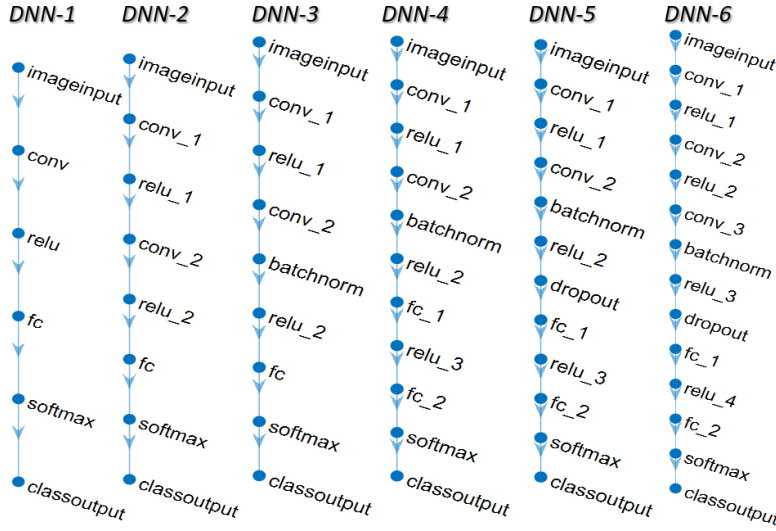 DNN-1
imageinput
conv
relu
fc
softmax
classoutput
DNN-2
imageinput
conv_1
relu_1
conv_2
relu_2
fc
softmax
classoutput
DNN-3
imageinput
conv_1
relu_1
conv_2
batchnorm
relu_2
fc
softmax
classoutput
DNN-4
imageinput
conv_1
relu_1
conv_2
batchnorm
relu_2
fc_1
relu_3
fc_2
softmax
classoutput
DNN-5
imageinput
conv_1
relu_1
conv_2
batchnorm
relu_2
dropout
fc_1
relu_3
fc_2
softmax
classoutput
DNN-6
imageinput
conv_1
relu_1
conv_2
relu_2
conv_3
batchnorm
relu_3
dropout
fc_1
relu_4
fc_2
softmax
classoutput